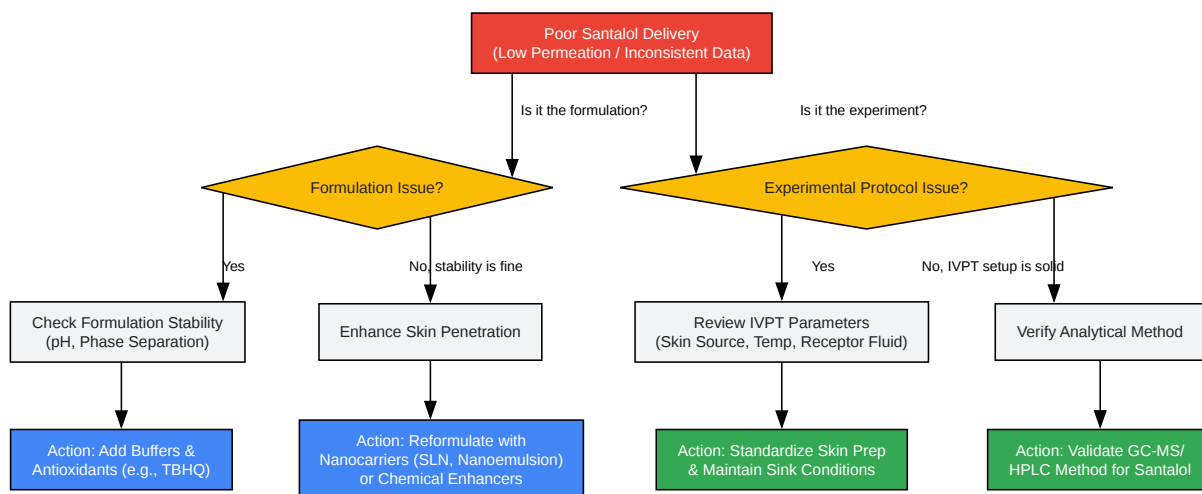 Poor Santalol Delivery
(Low Permeation / Inconsistent Data)
Is it the formulation?
Is it the experiment?
Formulation Issue?
Experimental Protocol Issue?
Yes
No, stability is fine
Yes
No, IVPT setup is solid
Check Formulation Stability
(pH, Phase Separation)
Enhance Skin Penetration
Review IVPT Parameters
(Skin Source, Temp, Receptor Fluid)
Verify Analytical Method
Action: Add Buffers &
Antioxidants (e.g., TBHQ)
Action: Reformulate with
Nanocarriers (SLN, Nanoemulsion)
or Chemical Enhancers
Action: Standardize Skin Prep
& Maintain Sink Conditions
Action: Validate GC-MS/
HPLC Method for Santalol